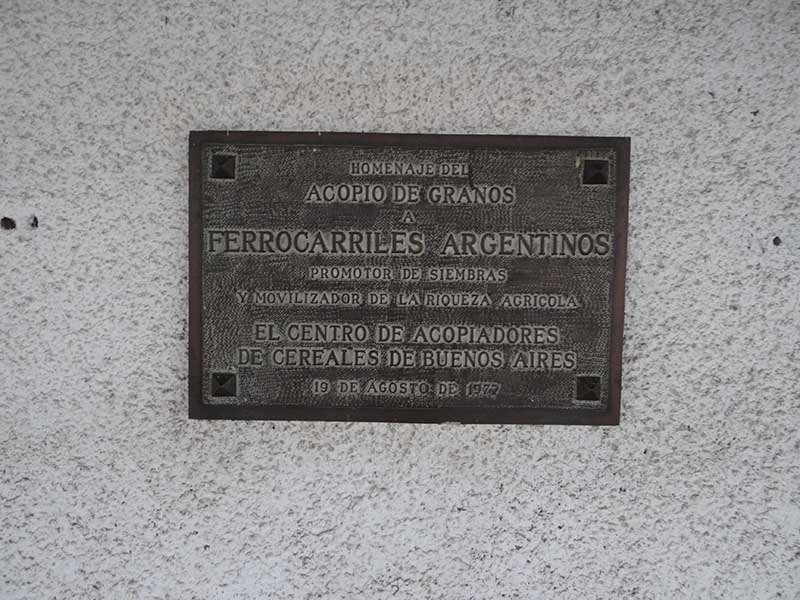 HOMENAJE DEL
ACOPIO DE GRANOS
A
FERROCARRILES ARGENTINOS
PROMOTOR DE SIEMBRAS
Y MOVILIZADOR DE LA RIQUEZA AGRICOLA
EL CENTRO DE ACOPIADORES
DE CEREALES DE BUENOS AIRES
19 DE AGOSTO DE 1977